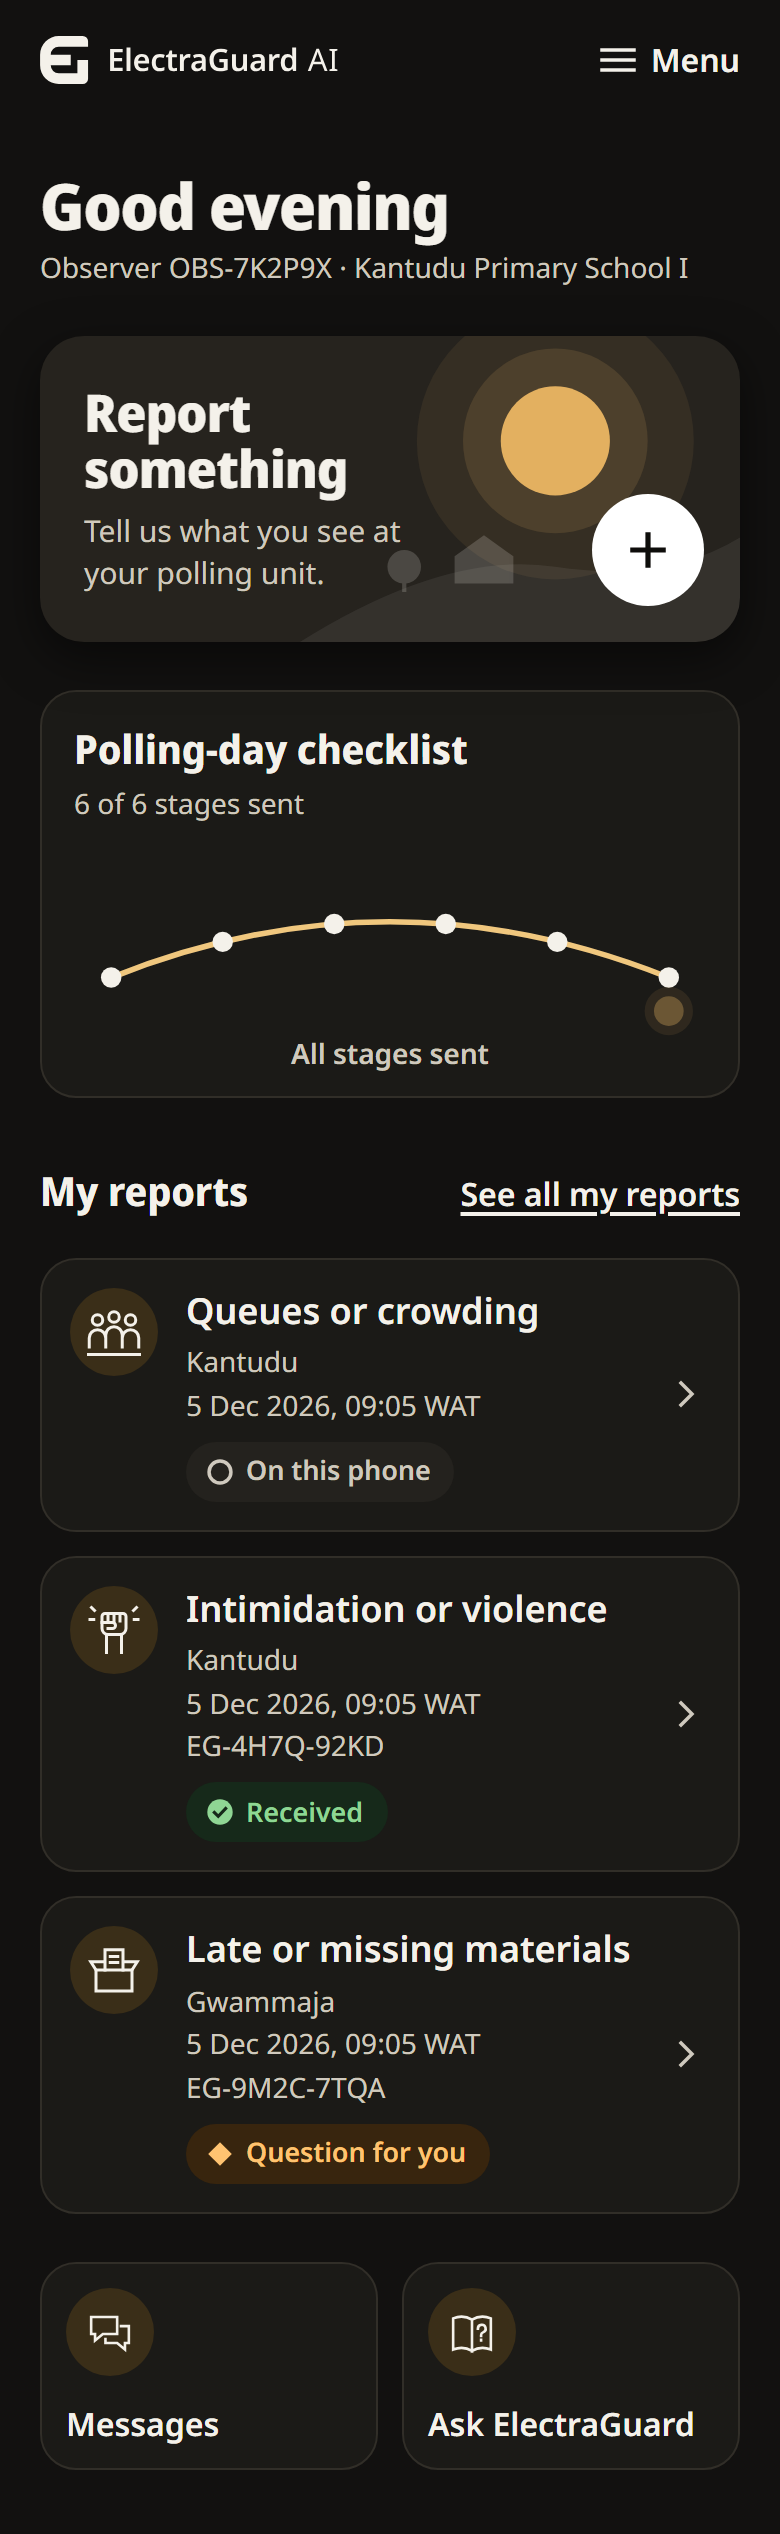 ElectraGuard AI
Menu
Good evening
Observer OBS-7K2P9X · Kantudu Primary School I
Report
something
Tell us what you see at
your polling unit.
Polling-day checklist
6 of 6 stages sent
All stages sent
My reports
See all my reports
Queues or crowding
Kantudu
5 Dec 2026, 09:05 WAT
On this phone
Intimidation or violence
Kantudu
5 Dec 2026, 09:05 WAT
EG-4H7Q-92KD
Received
Late or missing materials
Gwammaja
5 Dec 2026, 09:05 WAT
EG-9M2C-7TQA
Question for you
Messages
Ask ElectraGuard